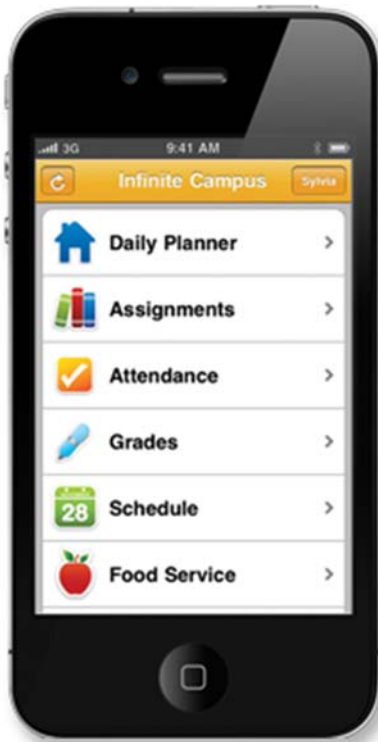 3G 9:41 AM
Infinite Campus Sylvia
Daily Planner
Assignments
Attendance
Grades
28 Schedule
Food Service